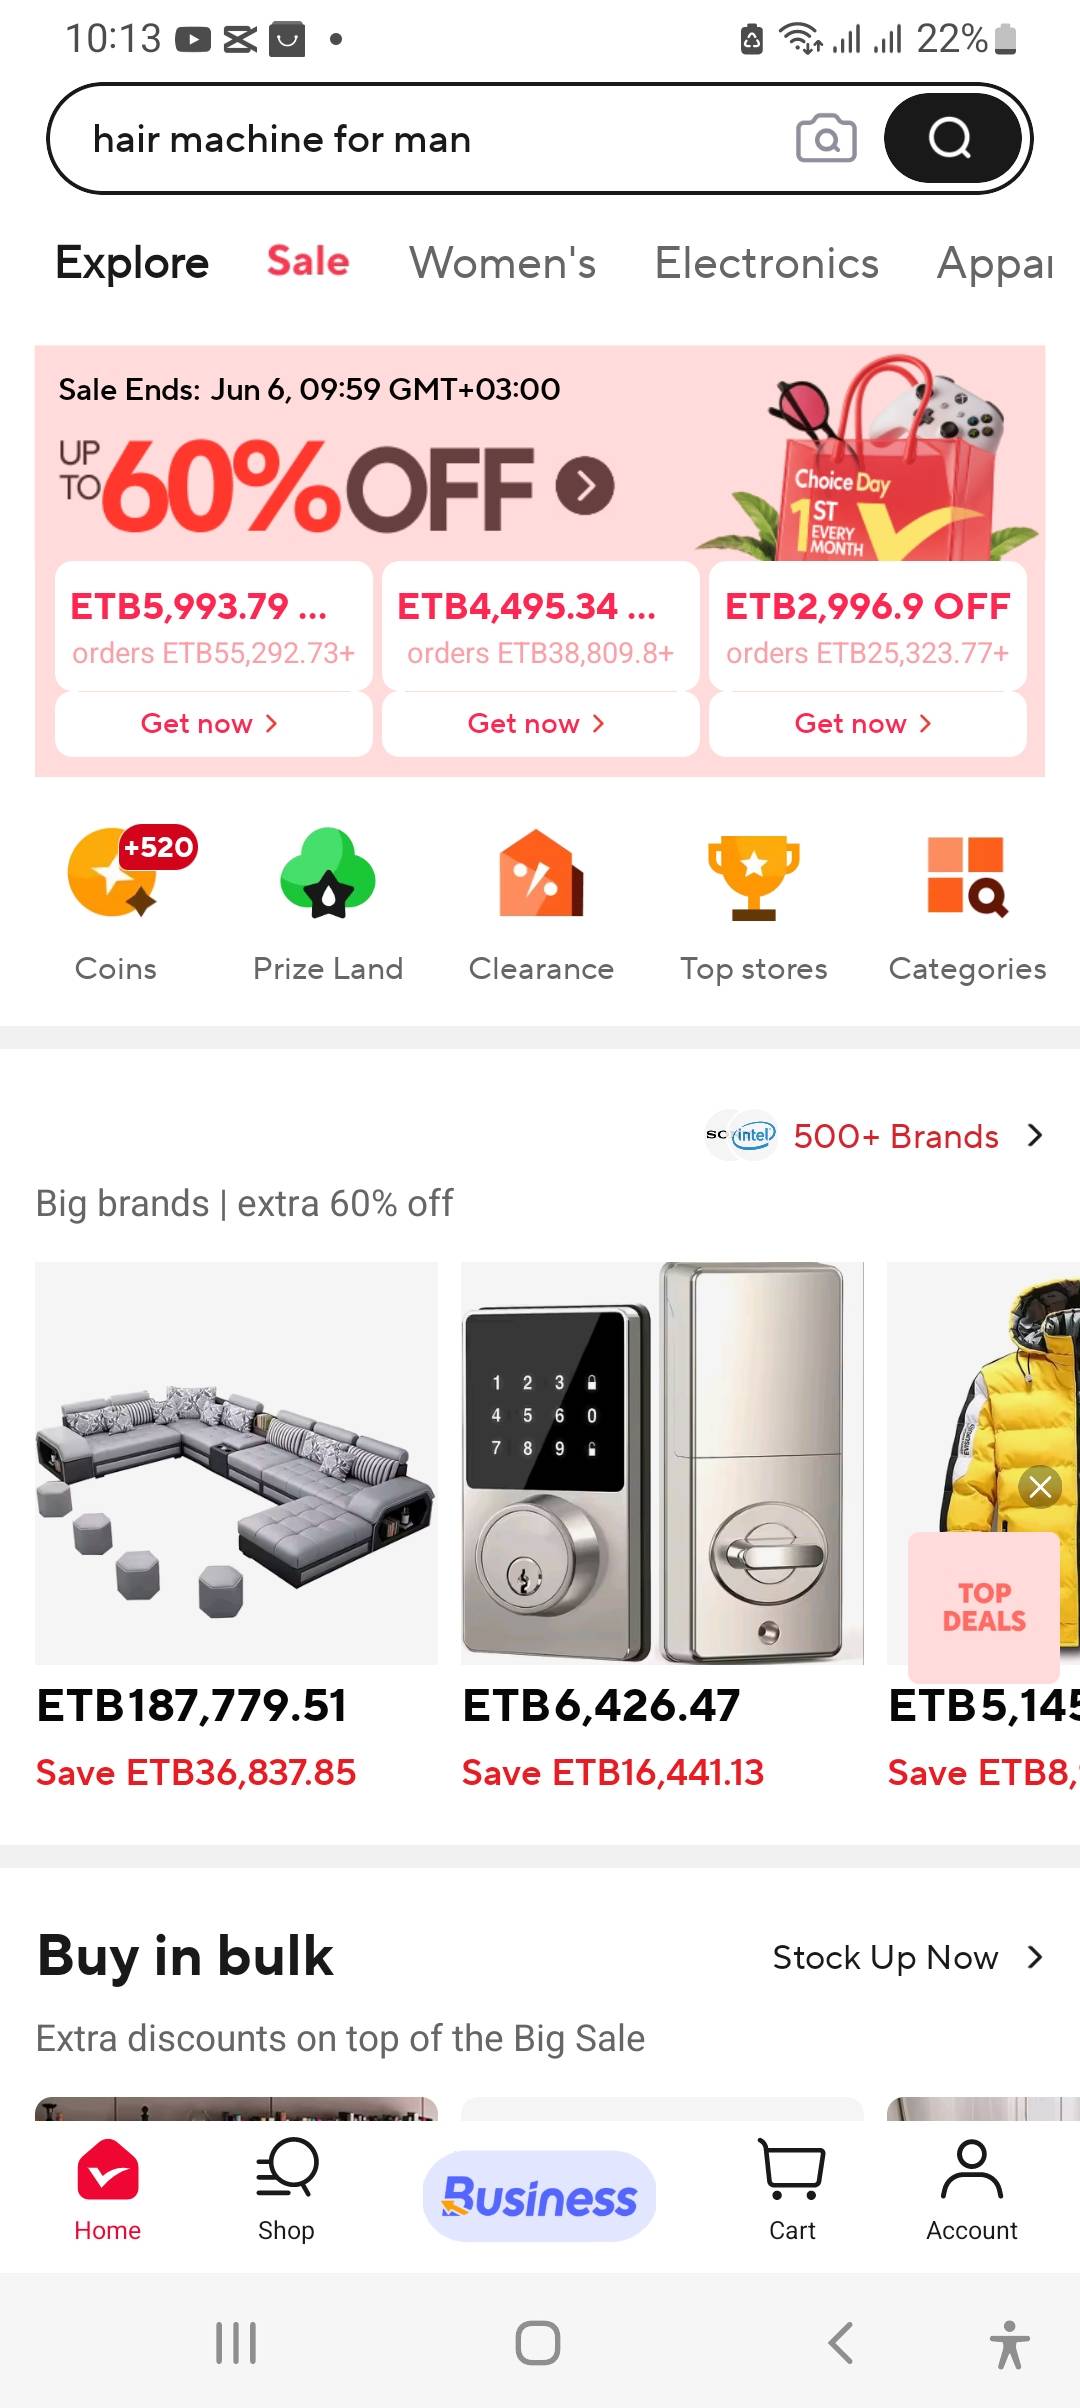 10:13
22%
hair machine for man
Explore Sale Women's Electronics
Sale Ends: Jun 6, 09:59 GMT+03:00
UP TO 60% OFF
Choice Day
1ST EVERY MONTH
ETB5,993.79 ... ETB4,495.34 ... ETB2,996.9 OFF
orders ETB55,292.73+ orders ETB38,809.8+ orders ETB25,323.77+
Get now Get now Get now
+520
Coins Prize Land Clearance Top stores Categories
intel 500+ Brands
Big brands | extra 60% off
1 2 3
4 5 6 0
7 8 9
TOP
DEALS
ETB187,779.51 ETB6,426.47 ETB5,145
Save ETB36,837.85 Save ETB16,441.13 Save ETB8,
Buy in bulk Stock Up Now
Extra discounts on top of the Big Sale
Business
Home Shop Cart Account